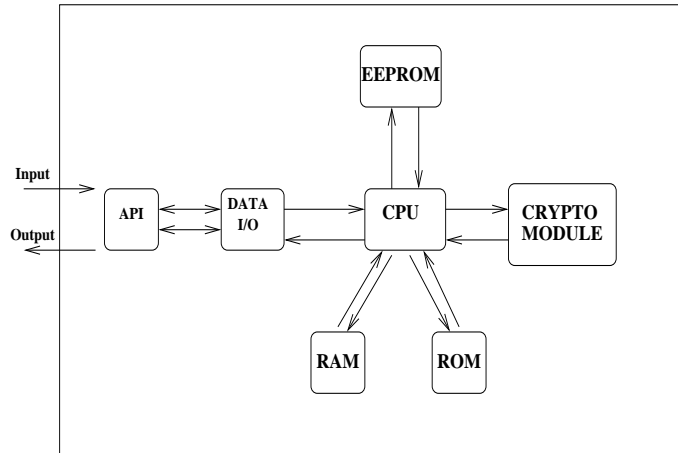 EEPROM
Input
Output
API
DATA
I/O
CPU
CRYPTO
MODULE
RAM
ROM